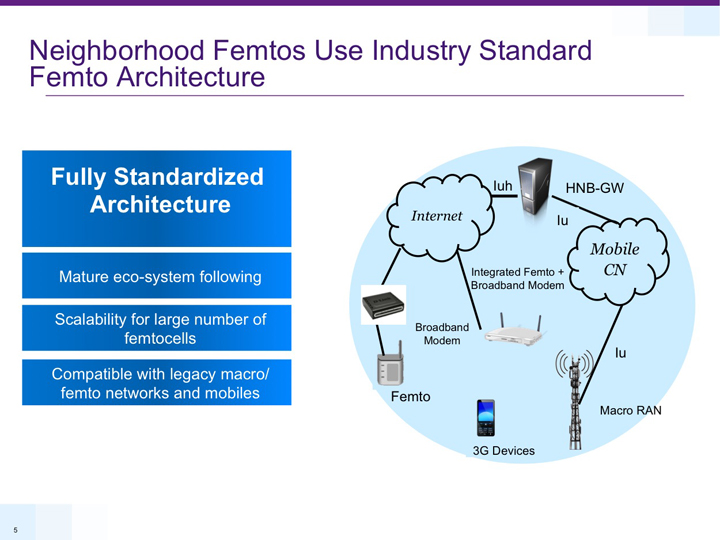 Neighborhood Femtos Use Industry Standard
Femto Architecture
Fully Standardized
Architecture
Mature eco-system following
Scalability for large number of
femtocells
Compatible with legacy macro/
femto networks and mobiles
Iuh
HNB-GW
Internet
Iu
Mobile
CN
Integrated Femto +
Broadband Modem
Broadband
Modem
Iu
Femto
Macro RAN
3G Devices
5